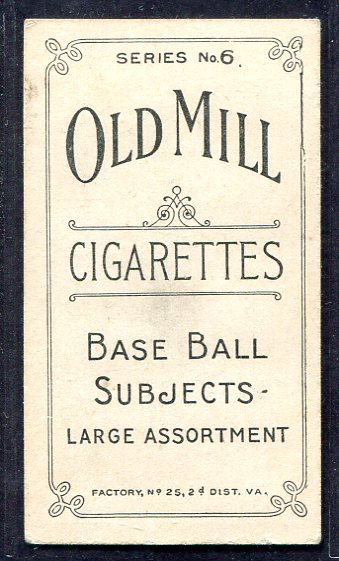 SERIES No.6.
OLD MILL
CIGARETTES
BASE BALL
SUBJECTS-
LARGE ASSORTMENT
FACTORY, Nº 25, 2d DIST. VA.